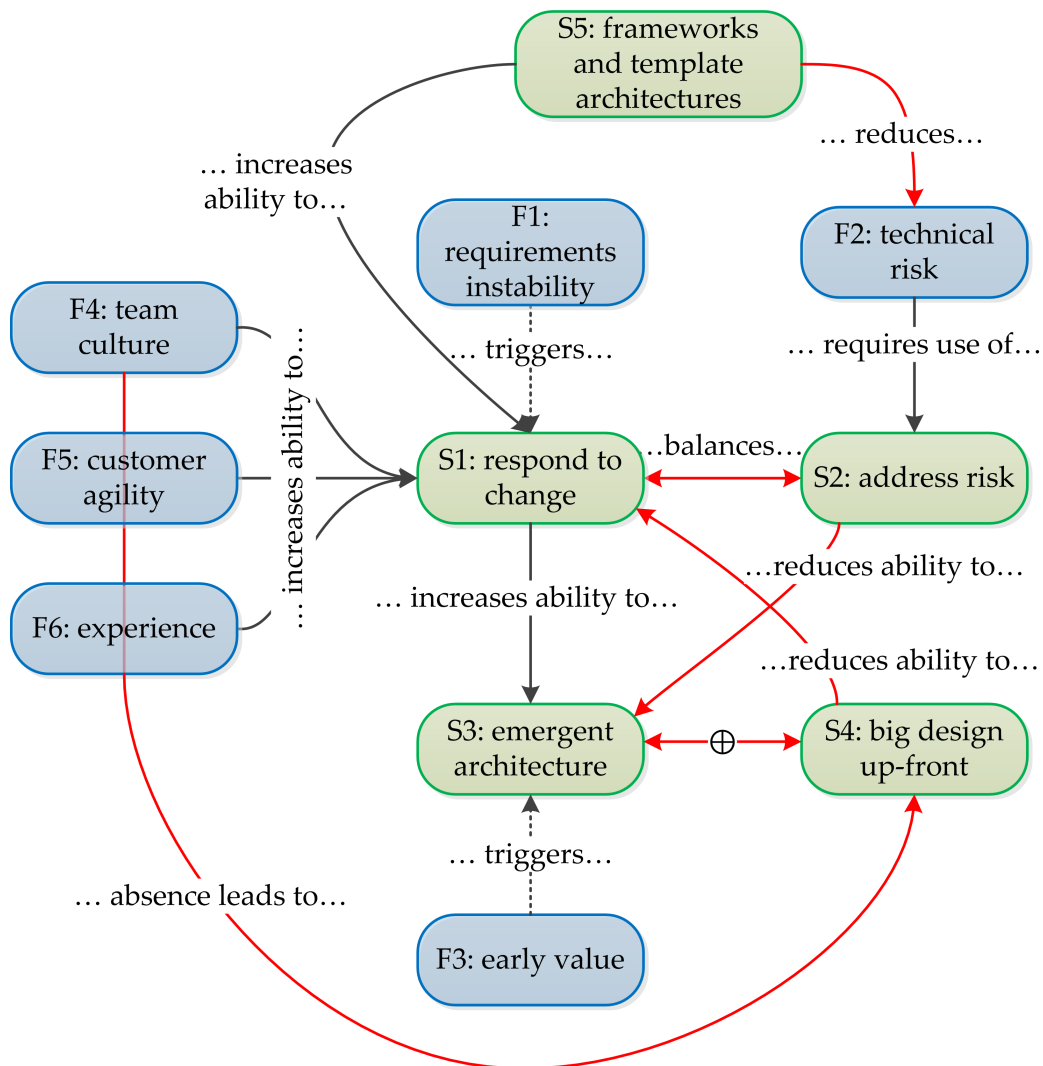 S5: frameworks
and template
architectures
… reduces…
… increases
ability to…
F1:
requirements
instability
F2: technical
risk
F4: team
culture
… triggers…
… requires use of…
… increases ability to…
F5: customer
agility
S1: respond to
change
…balances…
S2: address risk
…reduces ability to…
… increases ability to…
F6: experience
…reduces ability to…
S3: emergent
architecture
⊕
S4: big design
up-front
… triggers…
… absence leads to…
F3: early value